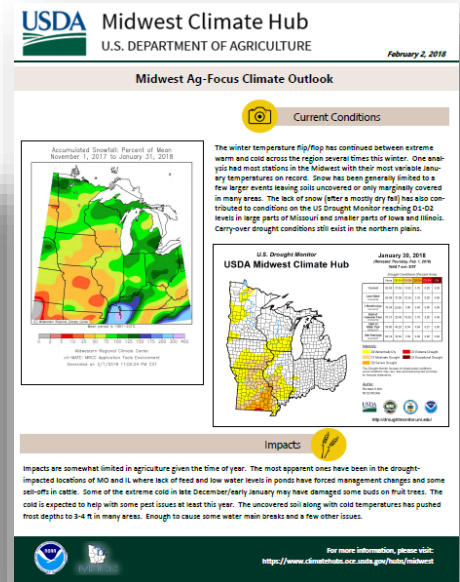 USDA
Midwest Climate Hub
U.S. DEPARTMENT OF AGRICULTURE
February 2, 2018
Midwest Ag-Focus Climate Outlook
Current Conditions
The winter temperature flip/flop has continued between extreme
warm and cold across the region several times this winter. One anal-
ysis had most stations in the Midwest with their most variable Janu-
ary temperatures on record. Snow has been generally limited to a
few larger events leaving soils uncovered or only marginally covered
in many areas. The lack of snow (after a mostly dry fall) has also con-
tributed to conditions on the US Drought Monitor reaching D1-D2
levels in large parts of Missouri and smaller parts of Iowa and Illinois.
Carry-over drought conditions still exist in the northern plains.
Accumulated Snowfall: Percent of Mean
November 1, 2017 to January 31, 2018
Midwestern Regional Climate Center
U.S. Drought Monitor
USDA Midwest Climate Hub
January 30, 2018
(Released Thursday, Feb. 1, 2018)
Valid 7 a.m. EST
USDA
http://droughtmonitor.unl.edu/
Impacts
Impacts are somewhat limited in agriculture given the time of year. The most apparent ones have been in the drought-
impacted locations of MO and IL where lack of feed and low water levels in ponds have forced management changes and some
sell-offs in cattle. Some of the extreme cold in late December/early January may have damaged some buds on fruit trees. The
cold is expected to help with some pest issues at least this year. The uncovered soil along with cold temperatures has pushed
frost depths to 3-4 ft in many areas. Enough to cause some water main breaks and a few other issues.
For more information, please visit:
https://www.climatehubs.oce.usda.gov/hubs/midwest